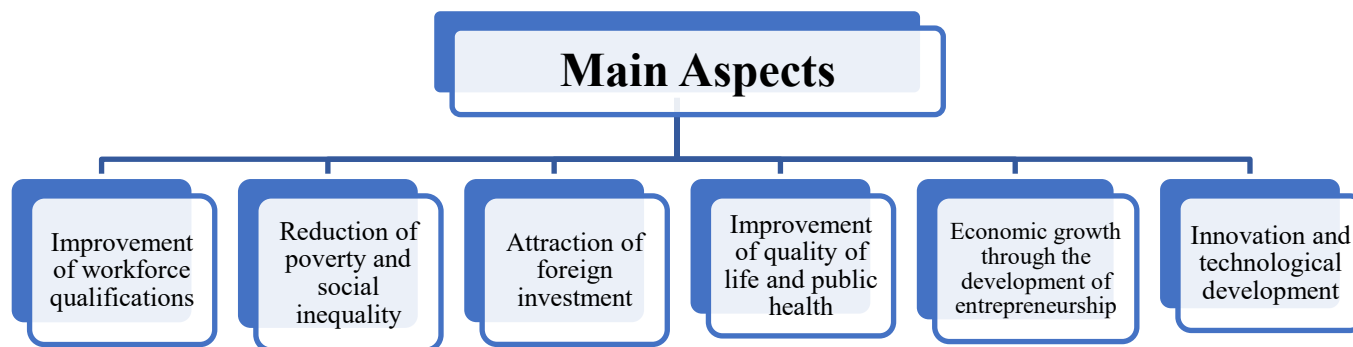 Main Aspects
Improvement
of workforce
qualifications
Reduction of
poverty and
social
inequality
Attraction of
foreign
investment
Improvement
of quality of
life and public
health
Economic growth
through the
development of
entrepreneurship
Innovation and
technological
development